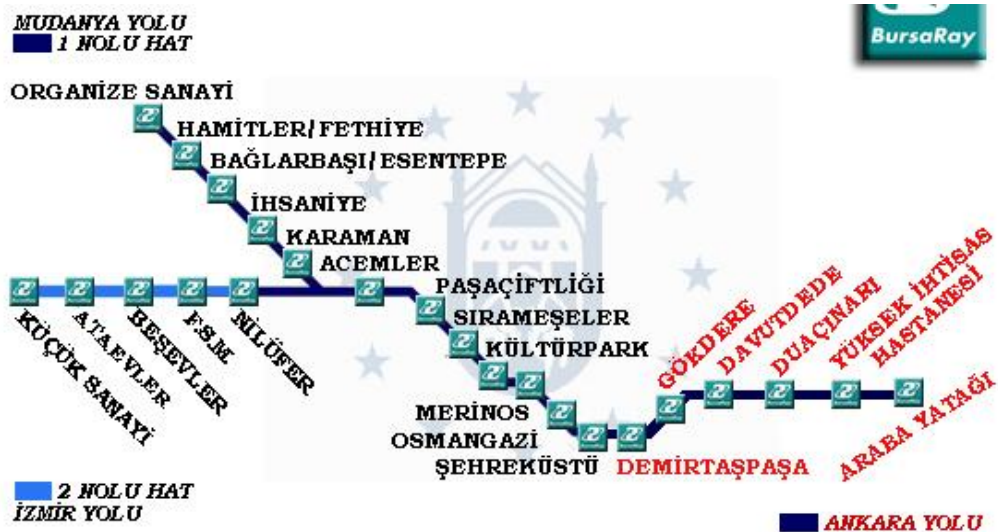 MUDANYA YOLU
1 NOLU HAT
BursaRay
ORGANİZE SANAYİ
HAMİTLER/FETHİYE
BAĞLARBAŞI/ESENTEPE
İHSANİYE
KARAMAN
ACEMLER
PAŞAÇİFTLİĞİ
SIRAMEŞELER
KÜLTÜRPARK
MERİNOS
OSMANGAZİ
ŞEHREKÜSTÜ
DEMİRTAŞPAŞA
GÖKDERE
DAVUTDEDE
DUAÇINARI
YÜKSEK İHTİSAS
HASTANESİ
ARABA YATAĞI
KÜÇÜK SANAYİ
ATAEVLER
BEŞEVLER
F.S.M
NİLÜFER
2 NOLU HAT
İZMİR YOLU
ANKARA YOLU